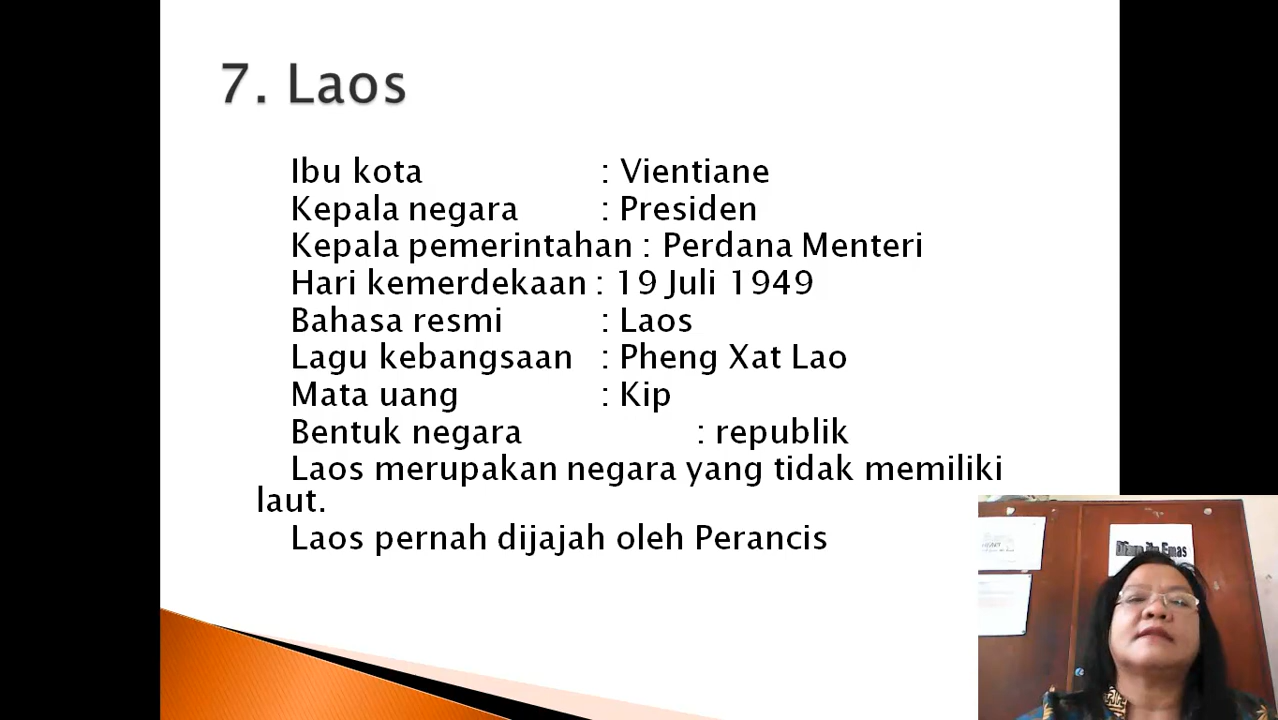 7. Laos
Ibu kota : Vientiane
Kepala negara : Presiden
Kepala pemerintahan : Perdana Menteri
Hari kemerdekaan : 19 Juli 1949
Bahasa resmi : Laos
Lagu kebangsaan : Pheng Xat Lao
Mata uang : Kip
Bentuk negara : republik
Laos merupakan negara yang tidak memiliki
laut.
Laos pernah dijajah oleh Perancis